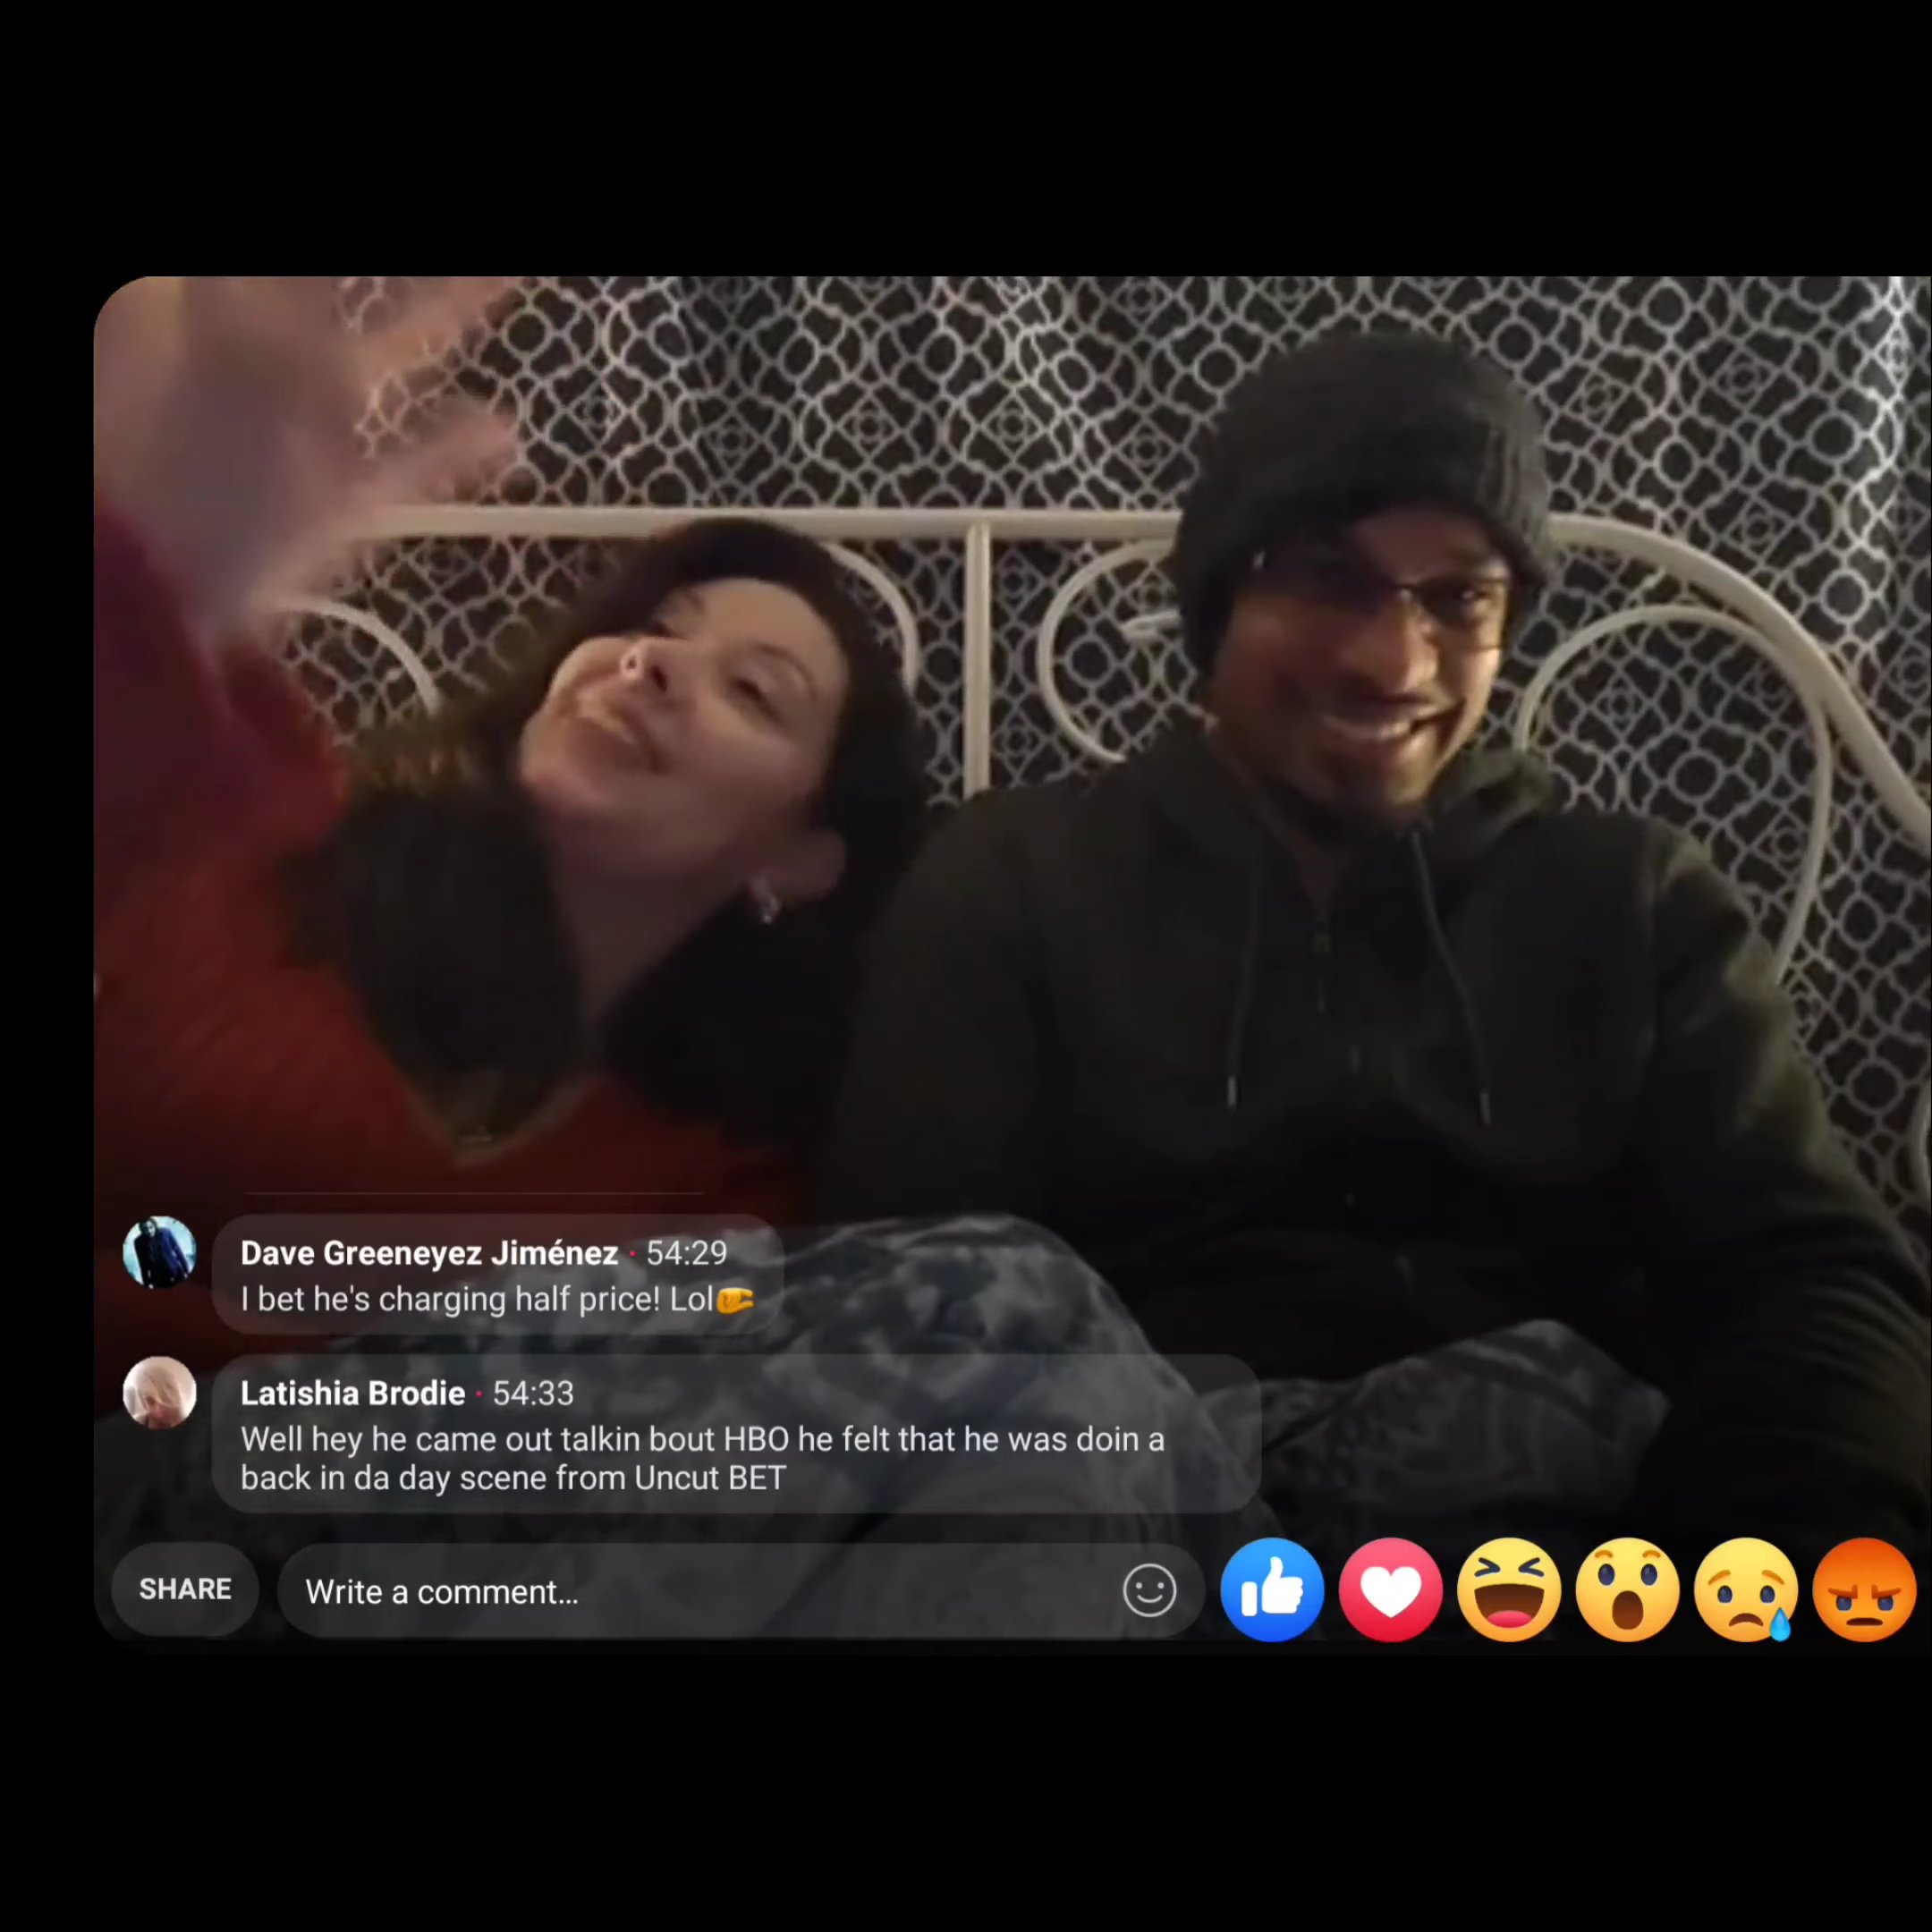 Dave Greeneyez Jiménez · 54:29
I bet he's charging half price! Lol🤏
Latishia Brodie · 54:33
Well hey he came out talkin bout HBO he felt that he was doin a
back in da day scene from Uncut BET
SHARE
Write a comment...